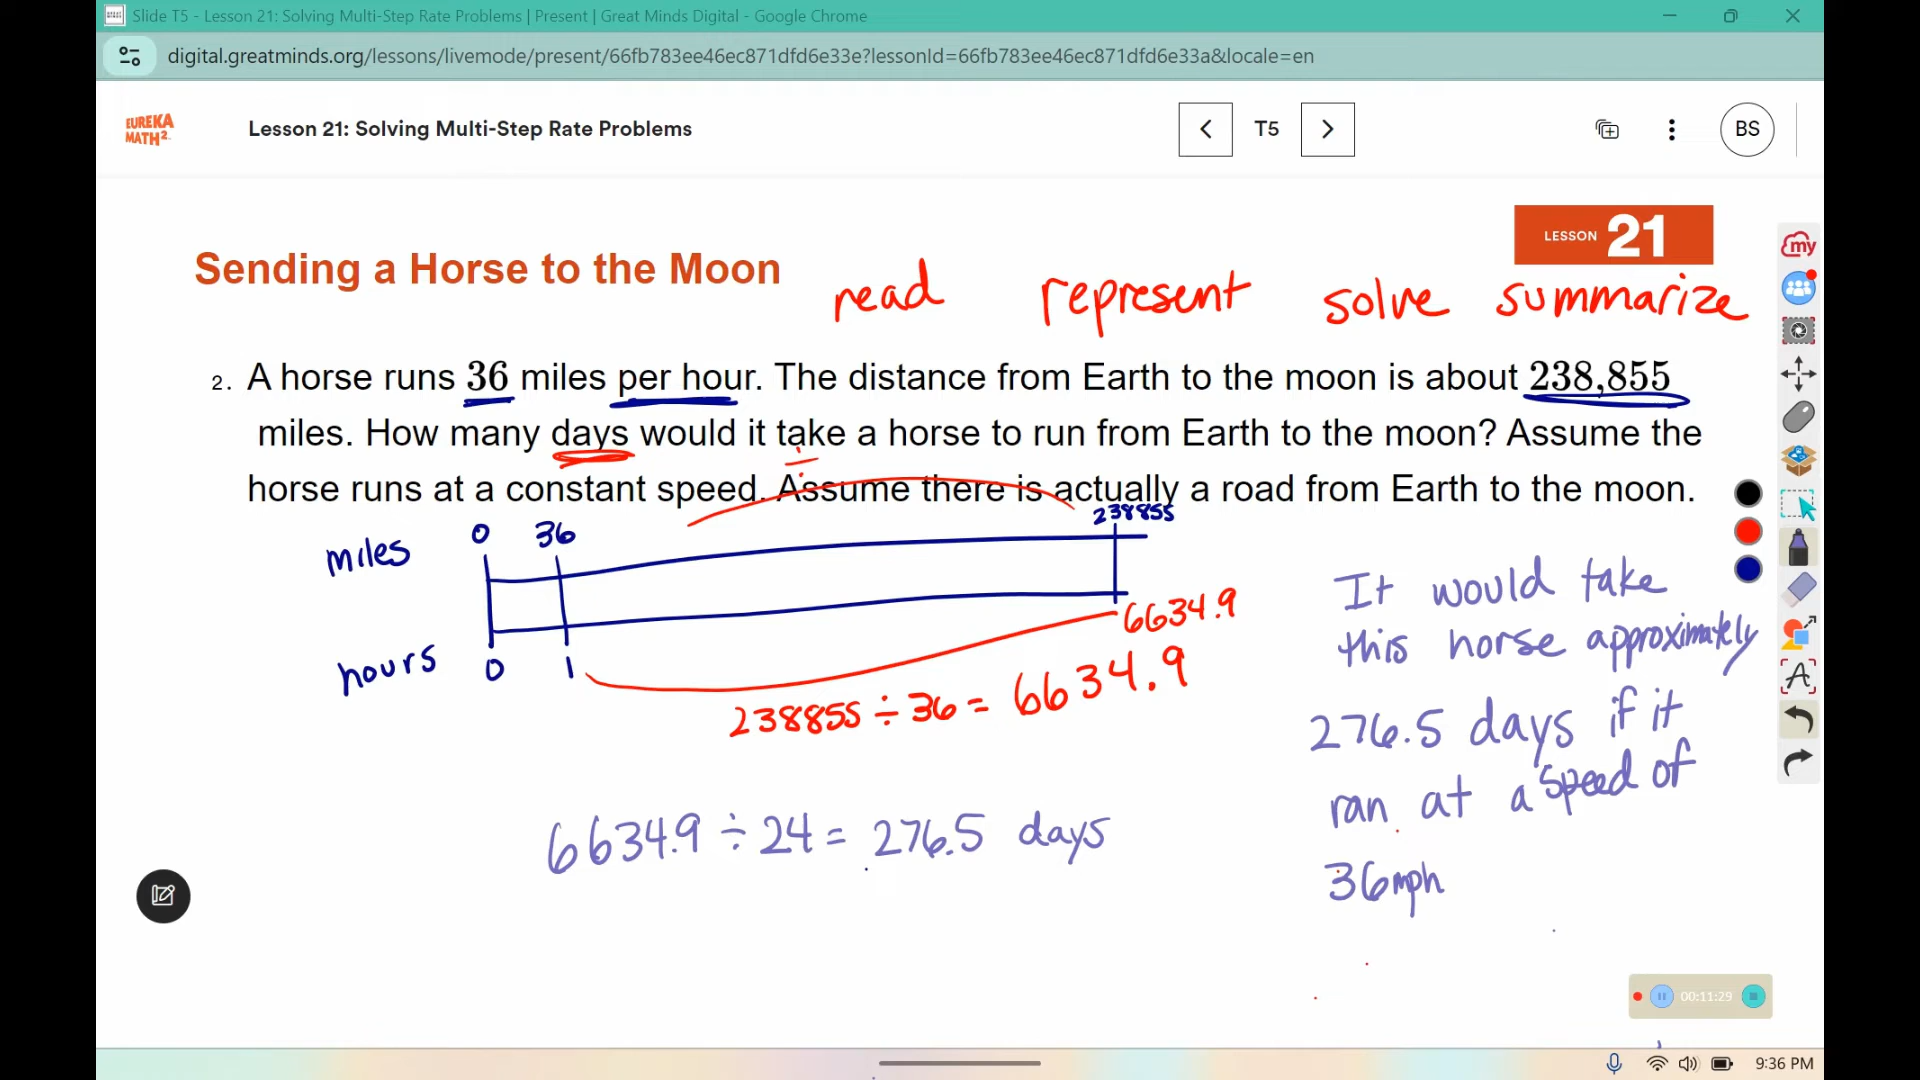 Slide T5 - Lesson 21: Solving Multi-Step Rate Problems | Present | Great Minds Digital - Google Chrome
digital.greatminds.org/lessons/livemode/present/66fb783ee46ec871dfd6e33e?lessonId=66fb783ee46ec871dfd6e33a&locale=en
EUREKA
MATH²
Lesson 21: Solving Multi-Step Rate Problems
T5
BS
LESSON 21
Sending a Horse to the Moon
read represent solve summarize
2. A horse runs 36 miles per hour. The distance from Earth to the moon is about 238,855
miles. How many days would it take a horse to run from Earth to the moon? Assume the
horse runs at a constant speed. Assume there is actually a road from Earth to the moon.
÷
miles 0 36 238855
hours 0 1 6634.9
238855 ÷ 36 = 6634.9
6634.9 ÷ 24 = 276.5 days
It would take
this horse approximately
276.5 days if it
ran at a speed of
36mph
my
A
00:11:29
9:36 PM